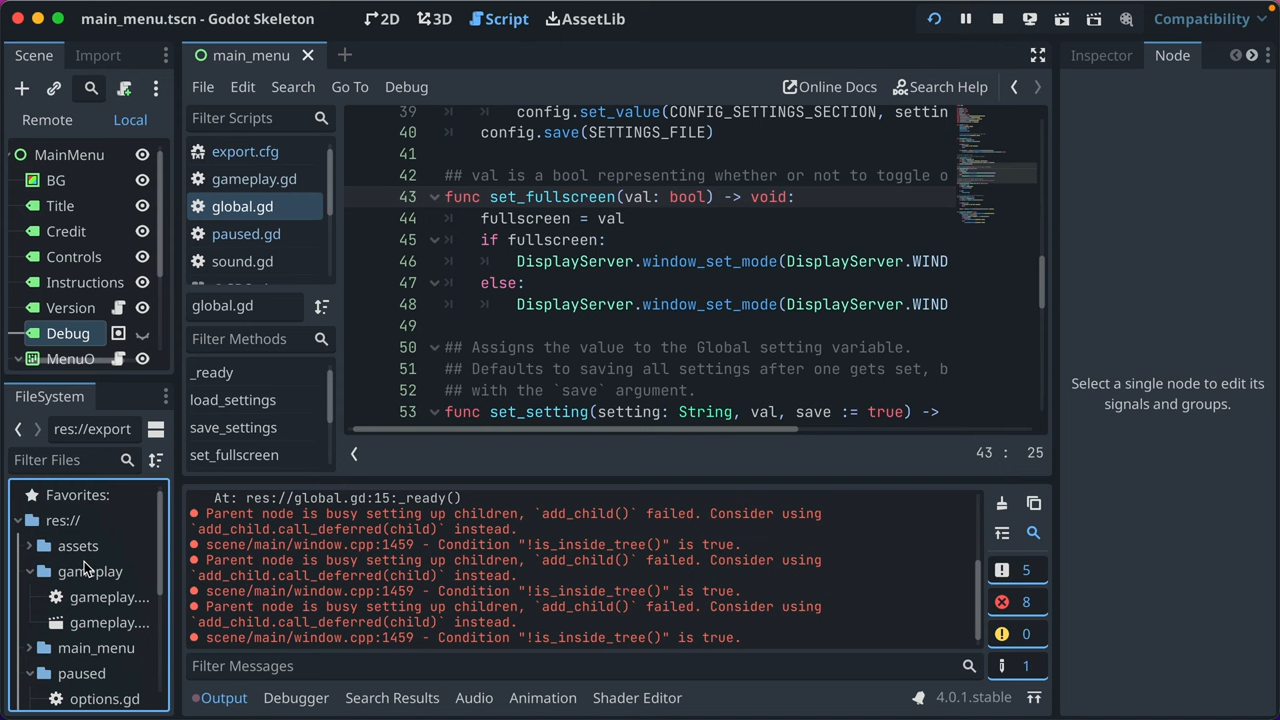 main_menu.tscn - Godot Skeleton
2D
3D
Script
AssetLib
Compatibility
Scene
Import
main_menu
Inspector
Node
File
Edit
Search
Go To
Debug
Online Docs
Search Help
Remote
Local
MainMenu
BG
Title
Credit
Controls
Instructions
Version
Debug
MenuO
Filter Scripts
export.cfg
gameplay.gd
global.gd
paused.gd
sound.gd
global.gd
Filter Methods
_ready
load_settings
save_settings
set_fullscreen
39 config.set_value(CONFIG_SETTINGS_SECTION, settin
40 config.save(SETTINGS_FILE)
41
42 ## val is a bool representing whether or not to toggle o
43 func set_fullscreen(val: bool) -> void:
44 fullscreen = val
45 if fullscreen:
46 DisplayServer.window_set_mode(DisplayServer.WIND
47 else:
48 DisplayServer.window_set_mode(DisplayServer.WIND
49
50 ## Assigns the value to the Global setting variable.
51 ## Defaults to saving all settings after one gets set, b
52 ## with the `save` argument.
53 func set_setting(setting: String, val, save := true) ->
43 : 25
Select a single node to edit its
signals and groups.
FileSystem
res://export
Filter Files
Favorites:
res://
assets
gameplay
gameplay....
gameplay....
main_menu
paused
options.gd
At: res://global.gd:15:_ready()
Parent node is busy setting up children, `add_child()` failed. Consider using
`add_child.call_deferred(child)` instead.
scene/main/window.cpp:1459 - Condition "!is_inside_tree()" is true.
Parent node is busy setting up children, `add_child()` failed. Consider using
`add_child.call_deferred(child)` instead.
scene/main/window.cpp:1459 - Condition "!is_inside_tree()" is true.
Parent node is busy setting up children, `add_child()` failed. Consider using
`add_child.call_deferred(child)` instead.
scene/main/window.cpp:1459 - Condition "!is_inside_tree()" is true.
5
8
0
1
Filter Messages
Output
Debugger
Search Results
Audio
Animation
Shader Editor
4.0.1.stable